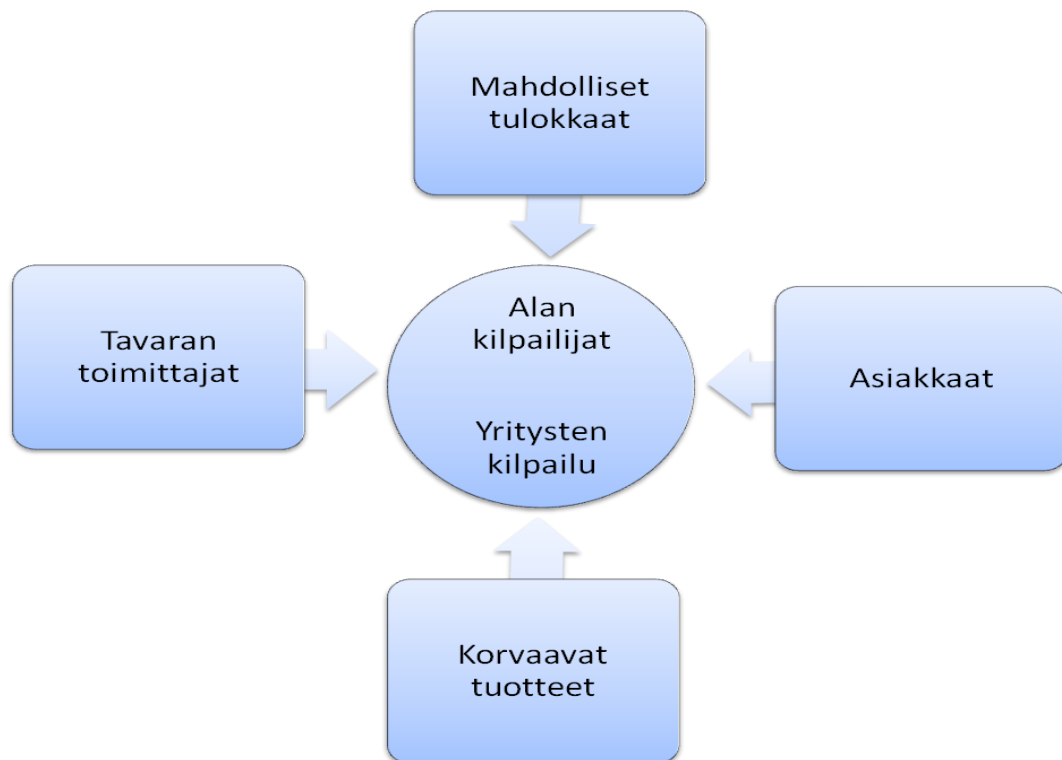 Mahdolliset
tulokkaat
Tavaran
toimittajat
Alan
kilpailijat
Yritysten
kilpailu
Asiakkaat
Korvaavat
tuotteet